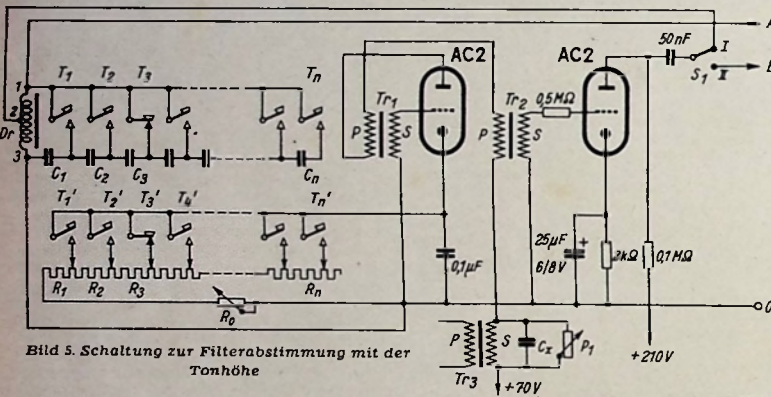 AC2 AC2 50nF I A
S₁ II B
1 T₁ T₂ T₃ Tₙ
2 Tr₁ Tr₂ 0,5MΩ
Dr P S P S
3
C₁ C₂ C₃ Cₙ
T₁' T₂' T₃' T₄' Tₙ'
0,1µF 25µF + 2kΩ 0,1MΩ
6/8V
R₁ R₂ R₃ Rₙ
R₀ 0
P S Cₓ P₁ +210V
Tr₃ +70V
Bild 5. Schaltung zur Filterabstimmung mit der
Tonhöhe